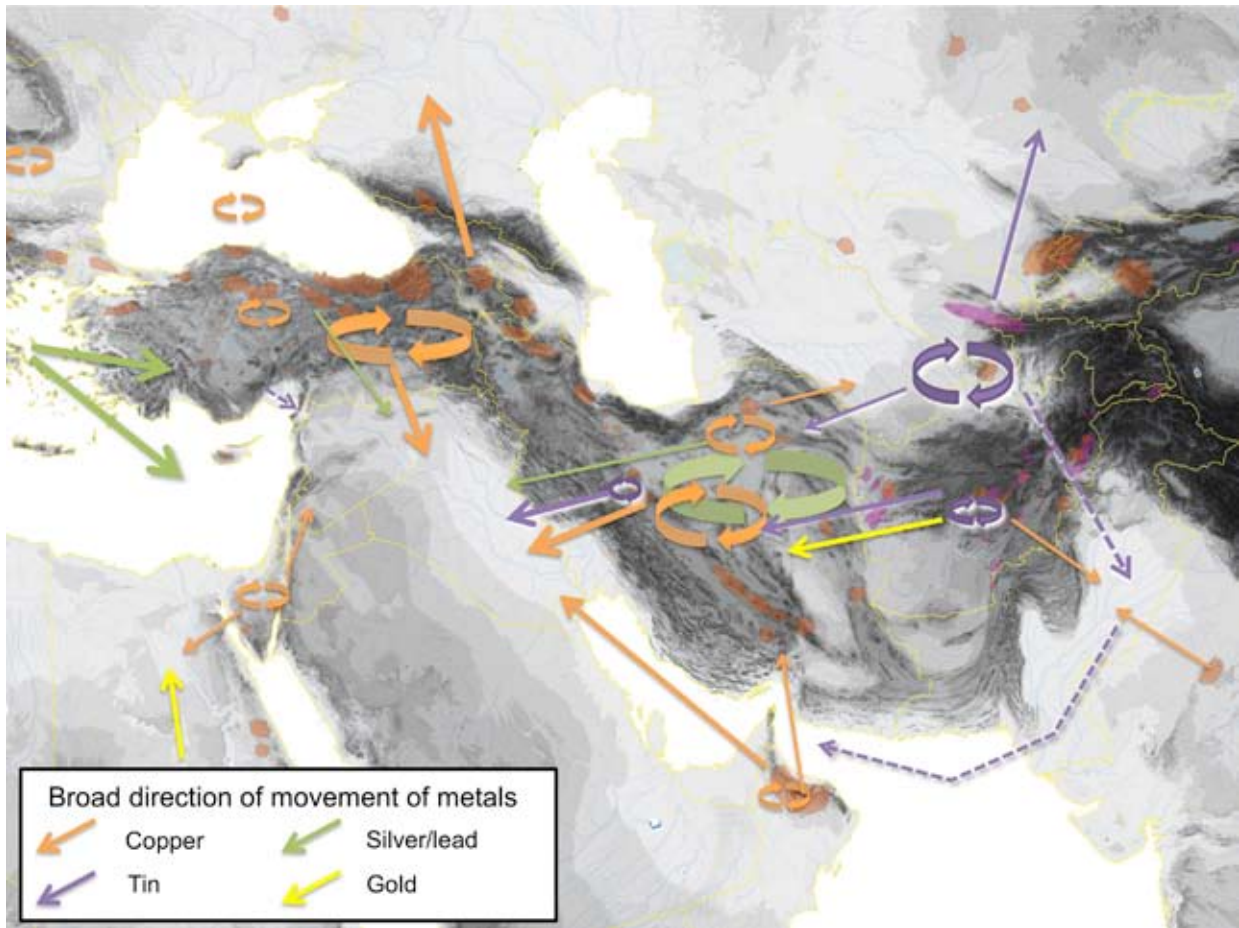 Broad direction of movement of metals
Copper
Silver/lead
Tin
Gold